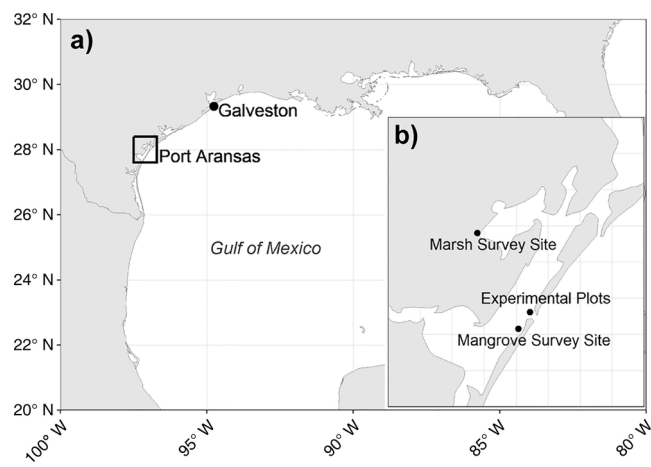 32° N
a)
30° N
Galveston
b)
28° N
Port Aransas
26° N
Marsh Survey Site
Gulf of Mexico
24° N
Experimental Plots
22° N
Mangrove Survey Site
20° N
100° W
95° W
90° W
85° W
80° W